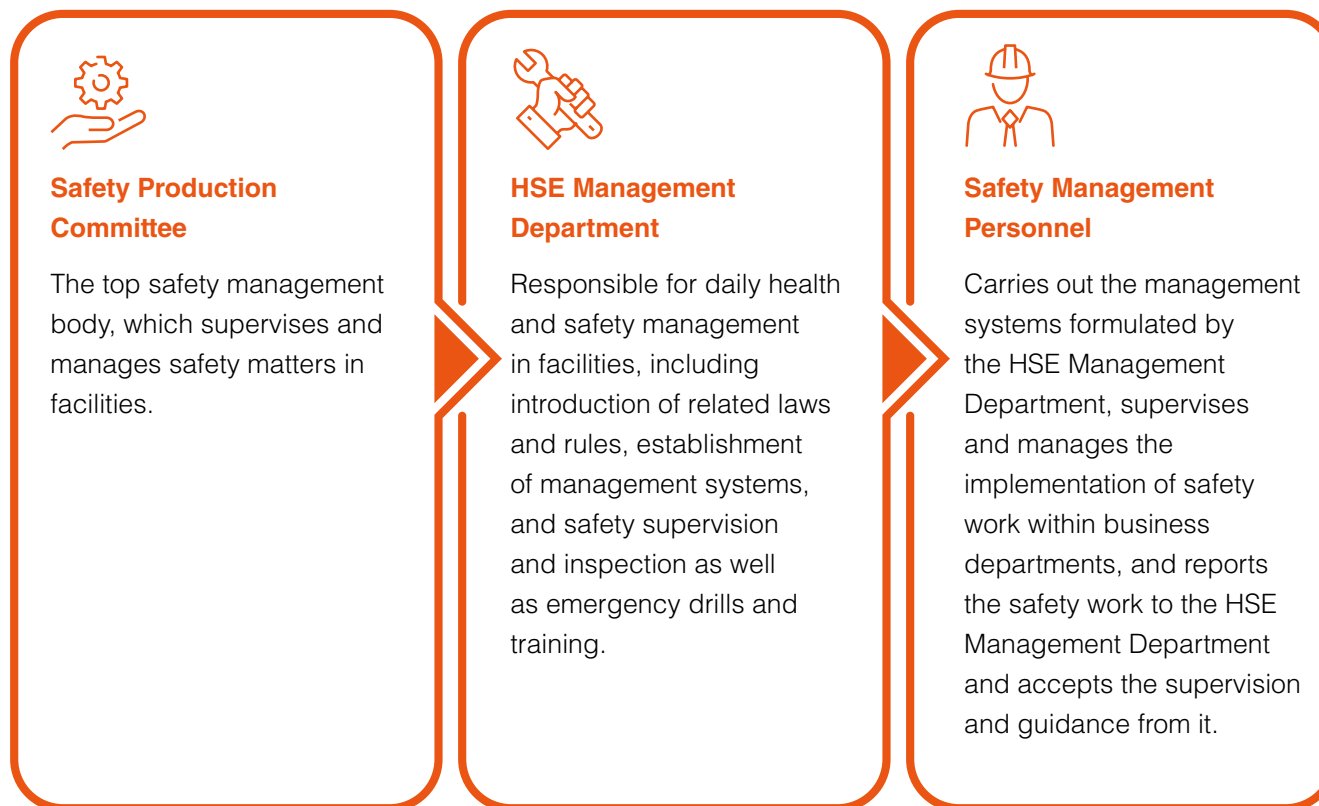 Safety Production
Committee
The top safety management
body, which supervises and
manages safety matters in
facilities.
HSE Management
Department
Responsible for daily health
and safety management
in facilities, including
introduction of related laws
and rules, establishment
of management systems,
and safety supervision
and inspection as well
as emergency drills and
training.
Safety Management
Personnel
Carries out the management
systems formulated by
the HSE Management
Department, supervises
and manages the
implementation of safety
work within business
departments, and reports
the safety work to the HSE
Management Department
and accepts the supervision
and guidance from it.